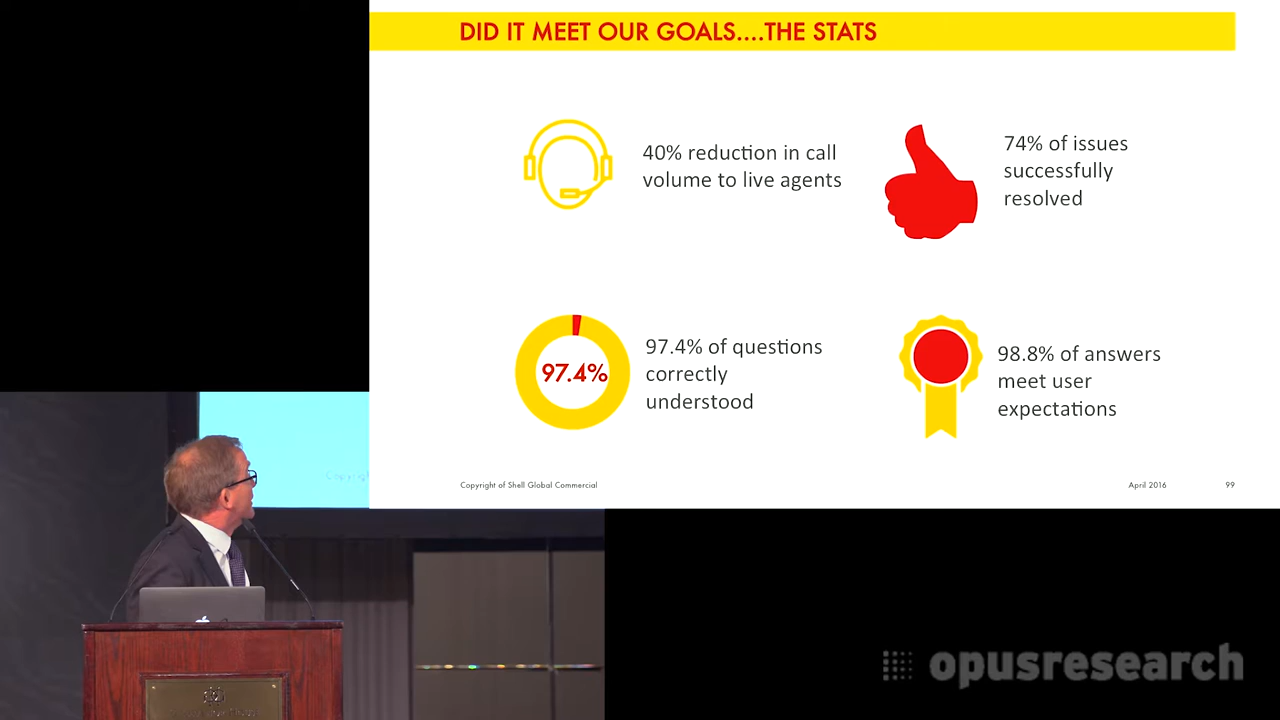 DID IT MEET OUR GOALS....THE STATS
40% reduction in call
volume to live agents
74% of issues
successfully
resolved
97.4%
97.4% of questions
correctly
understood
98.8% of answers
meet user
expectations
Copyright of Shell Global Commercial
April 2016
99
opusresearch